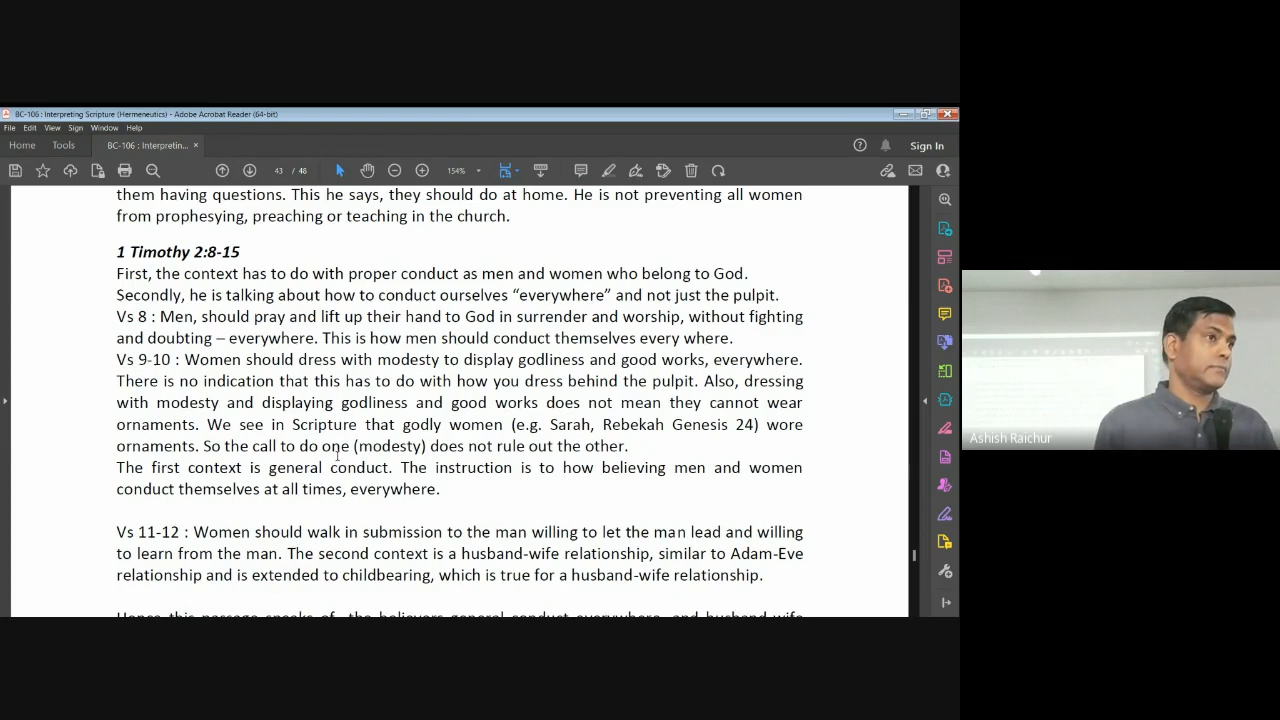 BC-106 : Interpreting Scripture (Hermeneutics) - Adobe Acrobat Reader (64-bit)
File Edit View Sign Window Help
Home Tools BC-106 : Interpretin... × Sign In
43 / 46 154%
them having questions. This he says, they should do at home. He is not preventing all women
from prophesying, preaching or teaching in the church.
1 Timothy 2:8-15
First, the context has to do with proper conduct as men and women who belong to God.
Secondly, he is talking about how to conduct ourselves “everywhere” and not just the pulpit.
Vs 8 : Men, should pray and lift up their hand to God in surrender and worship, without fighting
and doubting – everywhere. This is how men should conduct themselves every where.
Vs 9-10 : Women should dress with modesty to display godliness and good works, everywhere.
There is no indication that this has to do with how you dress behind the pulpit. Also, dressing
with modesty and displaying godliness and good works does not mean they cannot wear
ornaments. We see in Scripture that godly women (e.g. Sarah, Rebekah Genesis 24) wore
ornaments. So the call to do one (modesty) does not rule out the other.
The first context is general conduct. The instruction is to how believing men and women
conduct themselves at all times, everywhere.
Vs 11-12 : Women should walk in submission to the man willing to let the man lead and willing
to learn from the man. The second context is a husband-wife relationship, similar to Adam-Eve
relationship and is extended to childbearing, which is true for a husband-wife relationship.
Hence this passage speaks of the believers general conduct everywhere, and husband-wife
Ashish Raichur